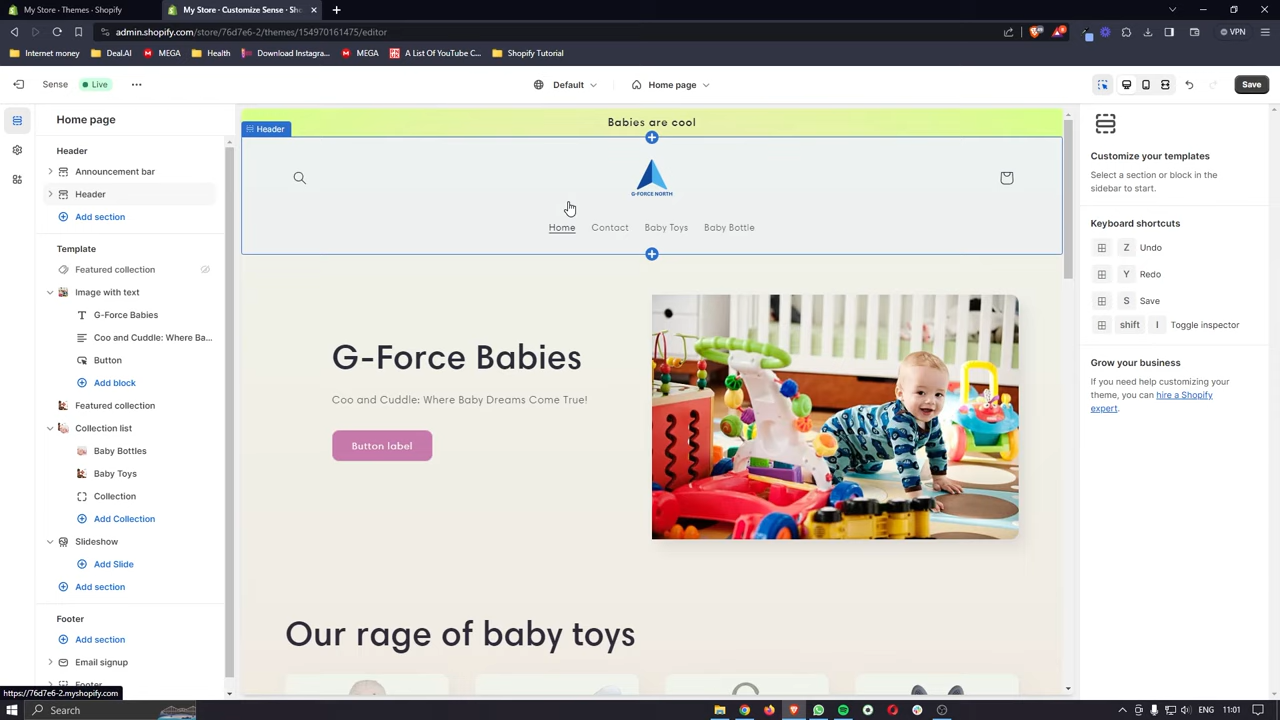 My Store - Themes · Shopify
My Store - Customize Sense · Sho
admin.shopify.com/store/76d7e6-2/themes/154970161475/editor
VPN
Internet money
Deal.AI
MEGA
Health
Download Instagra...
MEGA
A List Of YouTube C...
Shopify Tutorial
Sense
Live
Default
Home page
Save
Home page
Header
Announcement bar
Header
Add section
Template
Featured collection
Image with text
G-Force Babies
Coo and Cuddle: Where Ba...
Button
Add block
Featured collection
Collection list
Baby Bottles
Baby Toys
Collection
Add Collection
Slideshow
Add Slide
Add section
Footer
Add section
Email signup
Footer
https://76d7e6-2.myshopify.com
Babies are cool
Header
G-FORCE NORTH
Home
Contact
Baby Toys
Baby Bottle
G-Force Babies
Coo and Cuddle: Where Baby Dreams Come True!
Button label
Our rage of baby toys
Customize your templates
Select a section or block in the
sidebar to start.
Keyboard shortcuts
Z Undo
Y Redo
S Save
shift I Toggle inspector
Grow your business
If you need help customizing your
theme, you can hire a Shopify
expert.
Search
ENG
11:01